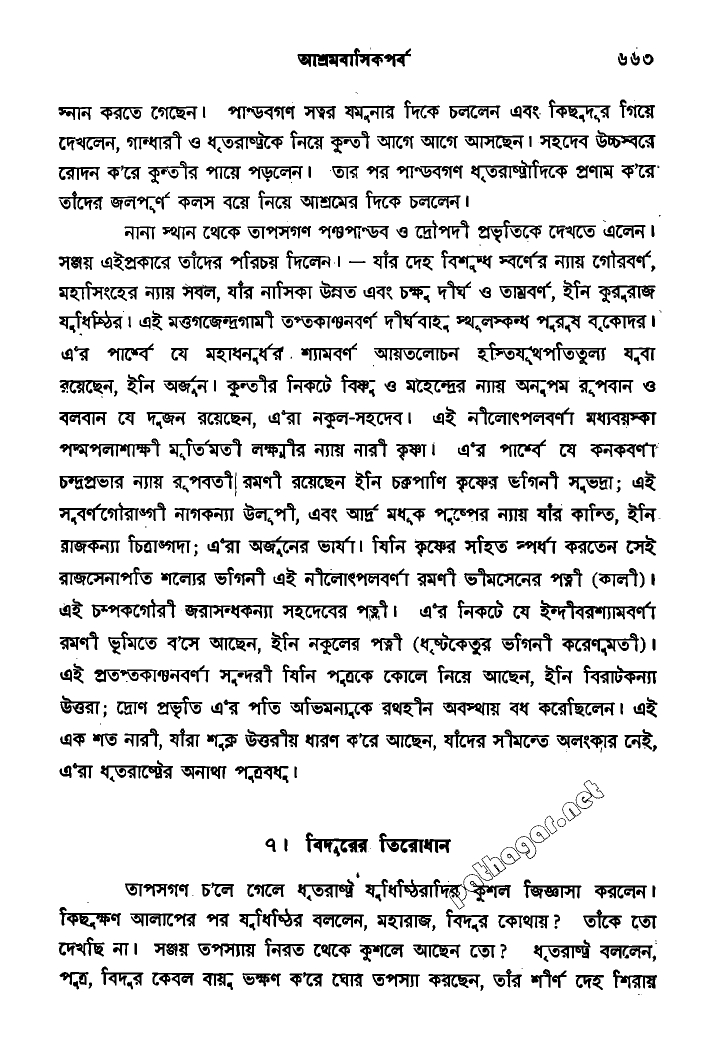 আশ্রমবাসিকপর্ব ৬৬৩
স্নান করতে গেছেন। পাণ্ডবগণ সত্বর যমুনার দিকে চললেন এবং কিছুদূর গিয়ে
দেখলেন, গান্ধারী ও ধৃতরাষ্ট্রকে নিয়ে কুন্তী আগে আগে আসছেন। সহদেব উচ্চস্বরে
রোদন ক'রে কুন্তীর পায়ে পড়লেন। তার পর পাণ্ডবগণ ধৃতরাষ্ট্রাদিকে প্রণাম ক'রে
তাঁদের জলপূর্ণ কলস বয়ে নিয়ে আশ্রমের দিকে চললেন।
নানা স্থান থেকে তাপসগণ পঞ্চপাণ্ডব ও দ্রৌপদী প্রভৃতিকে দেখতে এলেন।
সঞ্জয় এইপ্রকারে তাঁদের পরিচয় দিলেন। — যাঁর দেহ বিশুদ্ধ স্বর্ণের ন্যায় গৌরবর্ণ,
মহাসিংহের ন্যায় সবল, যাঁর নাসিকা উন্নত এবং চক্ষু দীর্ঘ ও তাম্রবর্ণ, ইনি কুরুরাজ
যুধিষ্ঠির। এই মত্তগজেন্দ্রগামী তপ্তকাঞ্চনবর্ণ দীর্ঘবাহু স্থূলস্কন্ধ পুরুষ বৃকোদর।
এঁর পার্শ্বে যে মহাধনুর্ধর শ্যামবর্ণ আয়তলোচন হস্তিযূথপতিতুল্য যুবা
রয়েছেন, ইনি অর্জুন। কুন্তীর নিকটে বিষ্ণু ও মহেন্দ্রের ন্যায় অনুপম রূপবান ও
বলবান যে দুজন রয়েছেন, এঁরা নকুল-সহদেব। এই নীলোৎপলবর্ণা মধ্যবয়স্কা
পদ্মপলাশাক্ষী মূর্তিমতী লক্ষ্মীর ন্যায় নারী কৃষ্ণা। এঁর পার্শ্বে যে কনকবর্ণা
চন্দ্রপ্রভার ন্যায় রূপবতী রমণী রয়েছেন ইনি চক্রপাণি কৃষ্ণের ভগিনী সুভদ্রা; এই
সুবর্ণগৌরাঙ্গী নাগকন্যা উলূপী, এবং আর্দ্র মধূক পুষ্পের ন্যায় যাঁর কান্তি, ইনি
রাজকন্যা চিত্রাঙ্গদা; এঁরা অর্জুনের ভার্যা। যিনি কৃষ্ণের সহিত স্পর্ধা করতেন সেই
রাজসেনাপতি শল্যের ভগিনী এই নীলোৎপলবর্ণা রমণী ভীমসেনের পত্নী (কালী)।
এই চম্পকগৌরী জরাসন্ধকন্যা সহদেবের পত্নী। এঁর নিকটে যে ইন্দীবরশ্যামবর্ণা
রমণী ভূমিতে ব'সে আছেন, ইনি নকুলের পত্নী (ধৃষ্টকেতুর ভগিনী করেণুমতী)।
এই প্রতপ্তকাঞ্চনবর্ণা সুন্দরী যিনি পুত্রকে কোলে নিয়ে আছেন, ইনি বিরাটকন্যা
উত্তরা; দ্রোণ প্রভৃতি এঁর পতি অভিমন্যুকে রথহীন অবস্থায় বধ করেছিলেন। এই
এক শত নারী, যাঁরা শুক্ল উত্তরীয় ধারণ ক'রে আছেন, যাঁদের সীমন্তে অলংকার নেই,
এঁরা ধৃতরাষ্ট্রের অনাথা পুত্রবধূ।
৭। বিদুরের তিরোধান
তাপসগণ চ'লে গেলে ধৃতরাষ্ট্র যুধিষ্ঠিরাদির কুশল জিজ্ঞাসা করলেন।
কিছুক্ষণ আলাপের পর যুধিষ্ঠির বললেন, মহারাজ, বিদুর কোথায়? তাঁকে তো
দেখছি না। সঞ্জয় তপস্যায় নিরত থেকে কুশলে আছেন তো? ধৃতরাষ্ট্র বললেন,
পুত্র, বিদুর কেবল বায়ু ভক্ষণ ক'রে ঘোর তপস্যা করছেন, তাঁর শীর্ণ দেহ শিরায়
pathagar.net